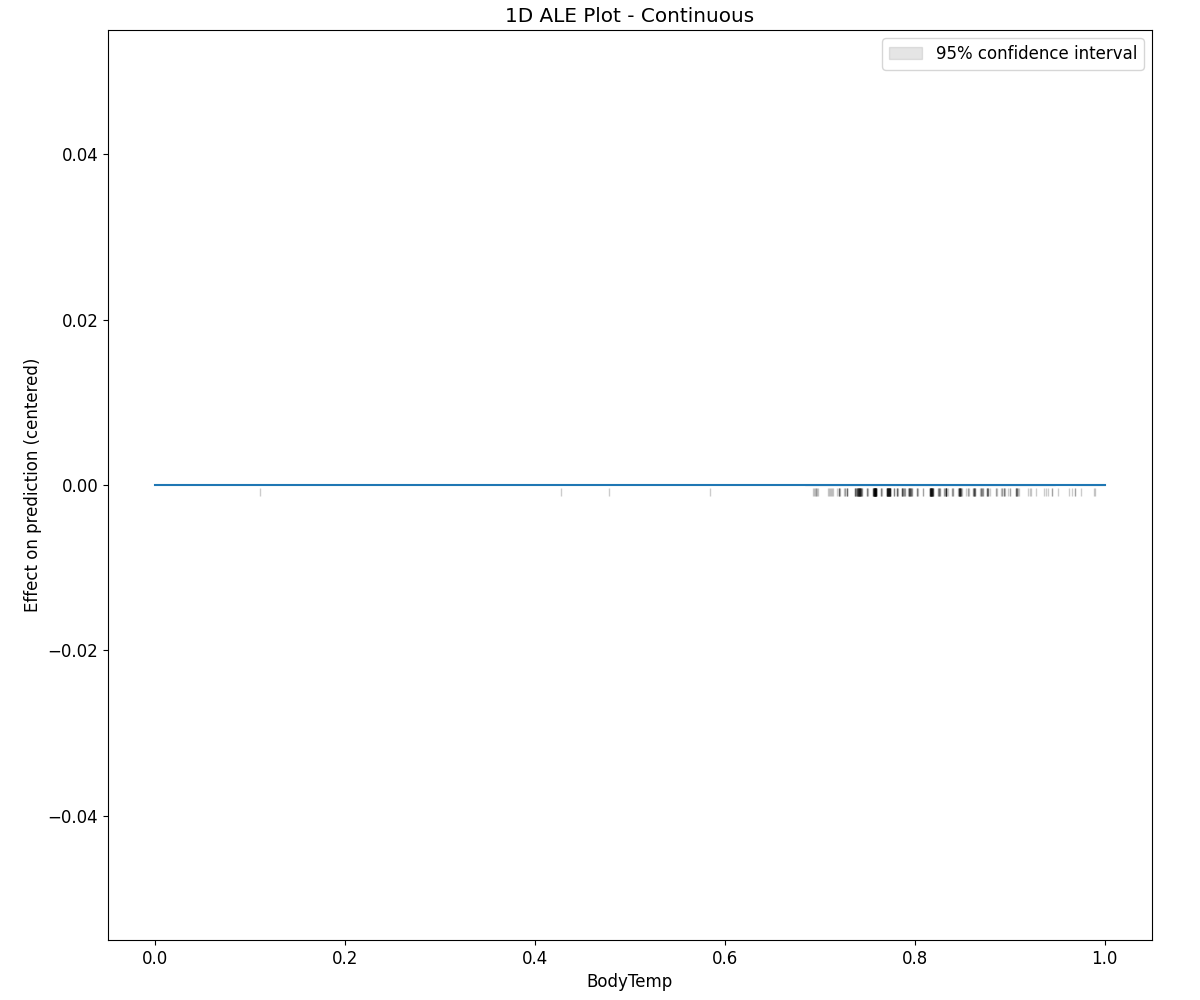 1D ALE Plot - Continuous
95% confidence interval
0.04
0.02
0.00
−0.02
−0.04
Effect on prediction (centered)
0.0 0.2 0.4 0.6 0.8 1.0
BodyTemp